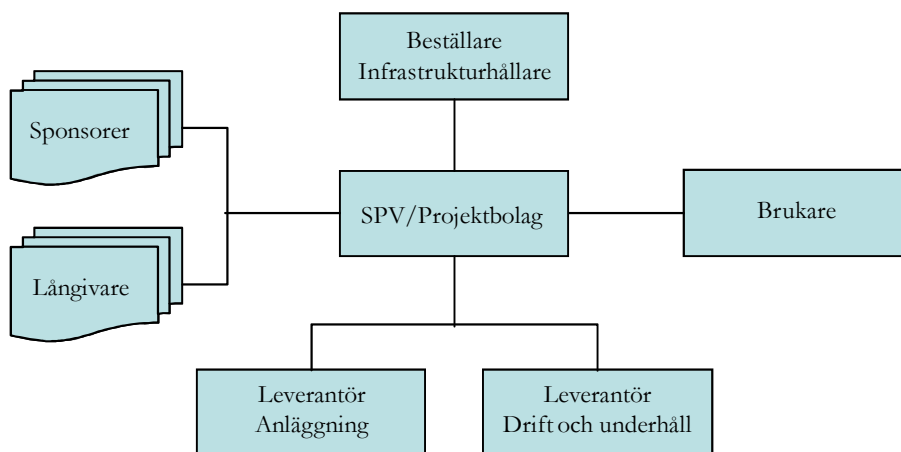 Beställare
Infrastrukturhållare
Sponsorer
SPV/Projektbolag
Brukare
Långivare
Leverantör
Anläggning
Leverantör
Drift och underhåll